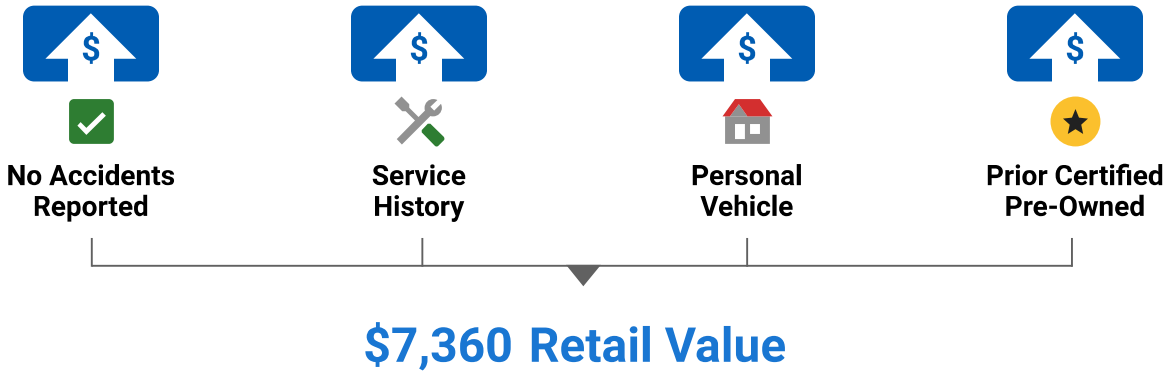 $ $ $ $
No Accidents Reported
Service History
Personal Vehicle
Prior Certified Pre-Owned
$7,360 Retail Value